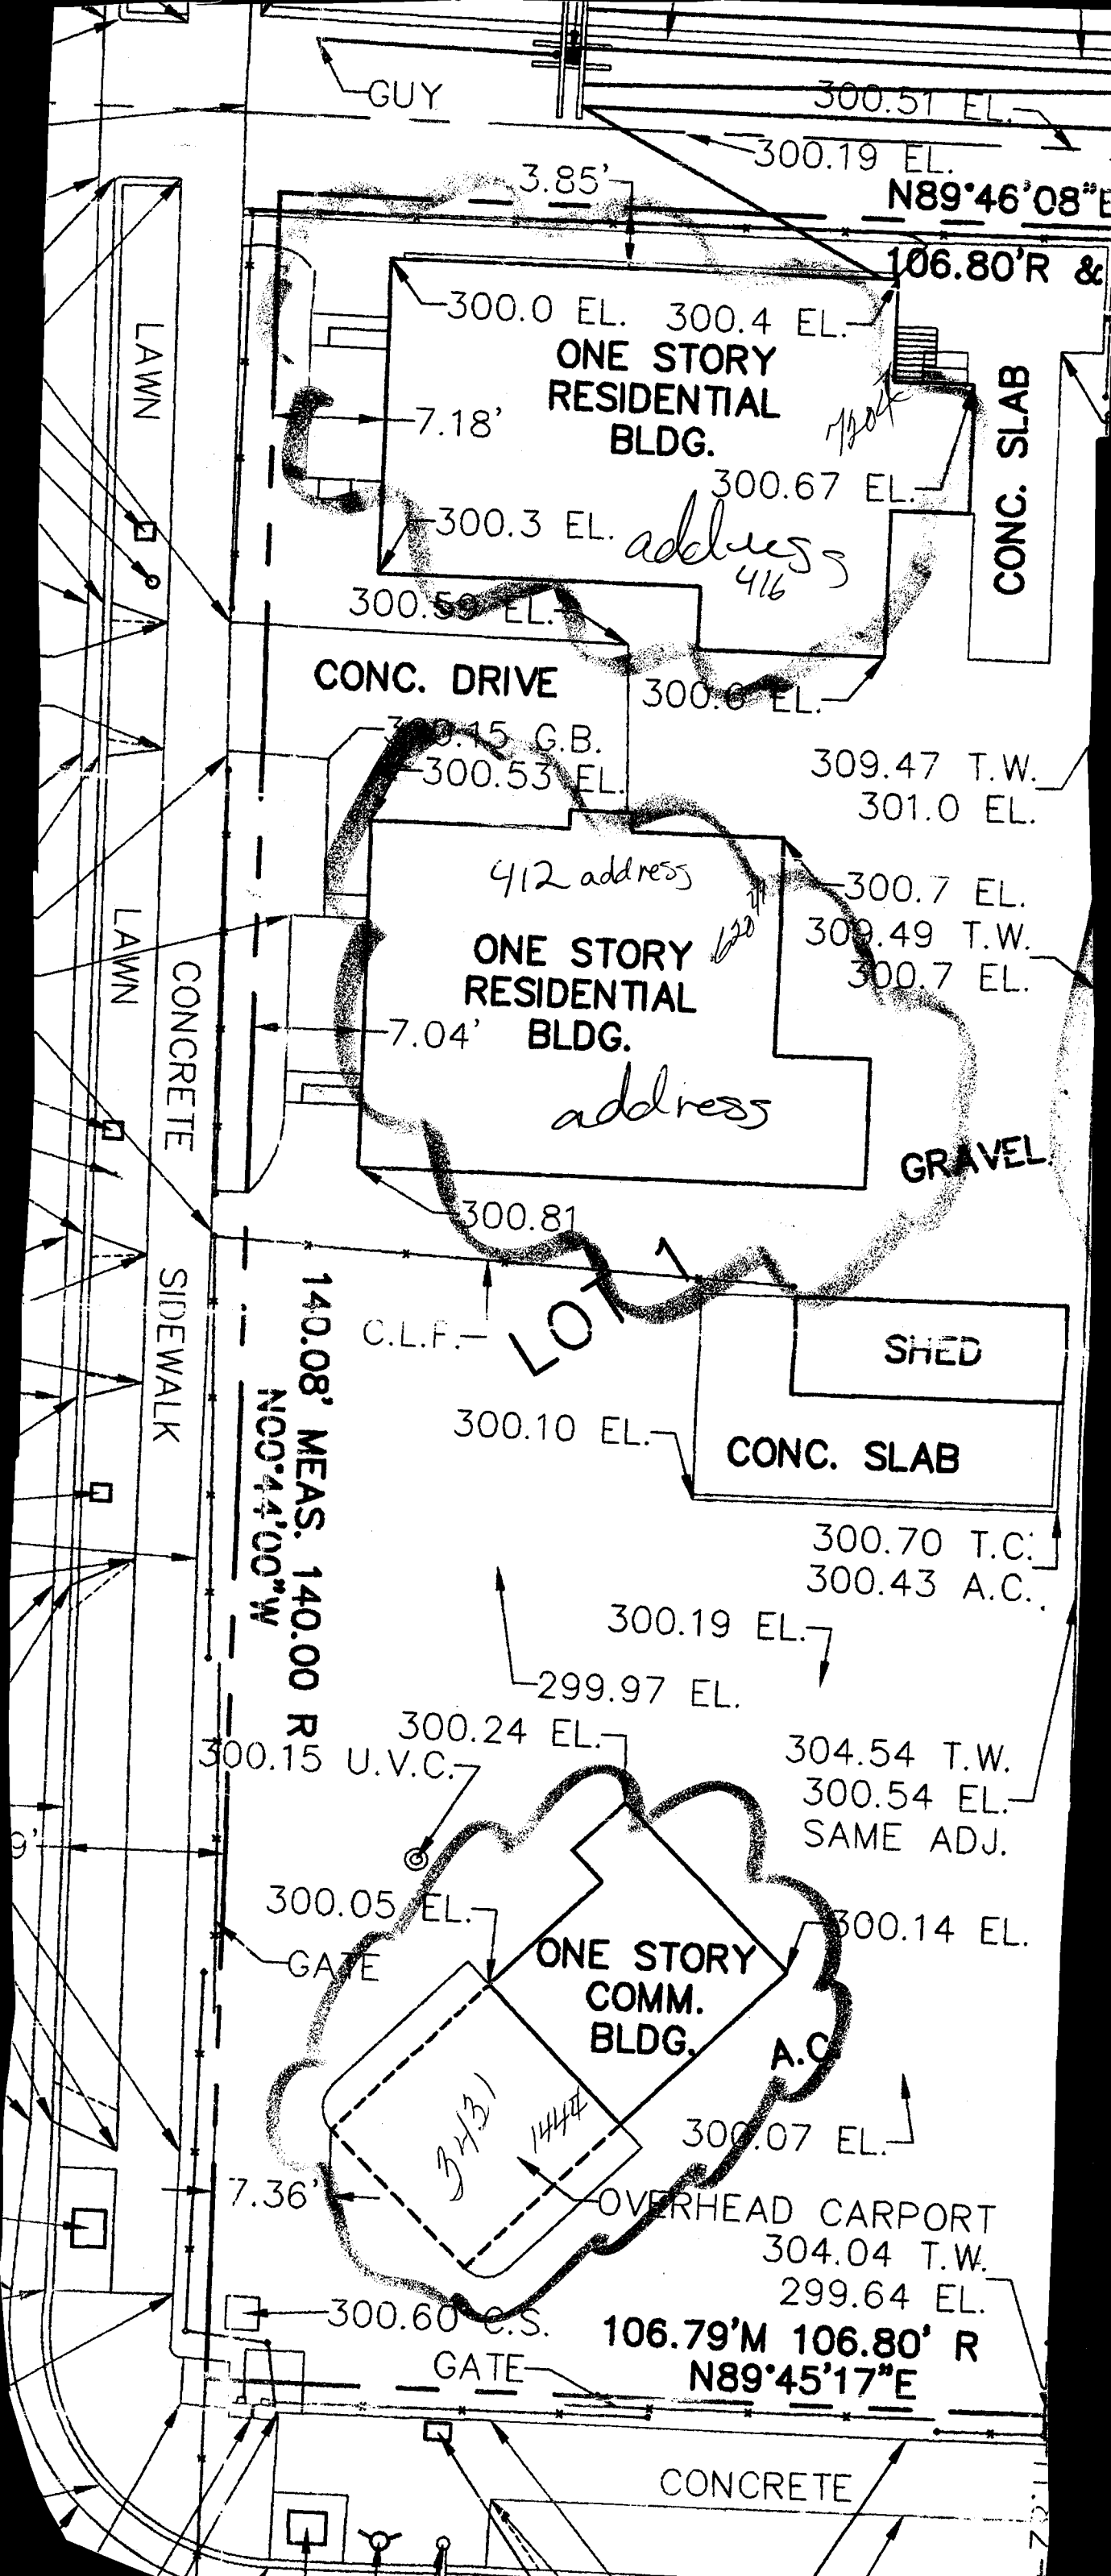 GUY
300.51 EL.
300.19 EL.
3.85'
N89°46'08"E
106.80'R &
300.0 EL.
300.4 EL.
ONE STORY
RESIDENTIAL
BLDG.
LAWN
7.18'
CONC. SLAB
300.67 EL.
300.3 EL.
address
416
300.59 EL.
CONC. DRIVE
300.6 EL.
300.15 G.B.
300.53 EL.
309.47 T.W.
301.0 EL.
412 address
300.7 EL.
309.49 T.W.
300.7 EL.
ONE STORY
RESIDENTIAL
BLDG.
LAWN
CONCRETE
7.04'
address
GRAVEL
300.81
LOT 1
SIDEWALK
C.L.F.
SHED
140.08' MEAS. 140.00 R
N00°44'00"W
300.10 EL.
CONC. SLAB
300.70 T.C.
300.43 A.C.
300.19 EL.
299.97 EL.
300.24 EL.
300.15 U.V.C.
304.54 T.W.
300.54 EL.
SAME ADJ.
9'
300.05 EL.
300.14 EL.
GATE
ONE STORY
COMM.
BLDG.
A.C.
3431
300.07 EL.
7.36'
OVERHEAD CARPORT
304.04 T.W.
299.64 EL.
300.60 C.S.
106.79'M 106.80' R
N89°45'17"E
GATE
CONCRETE